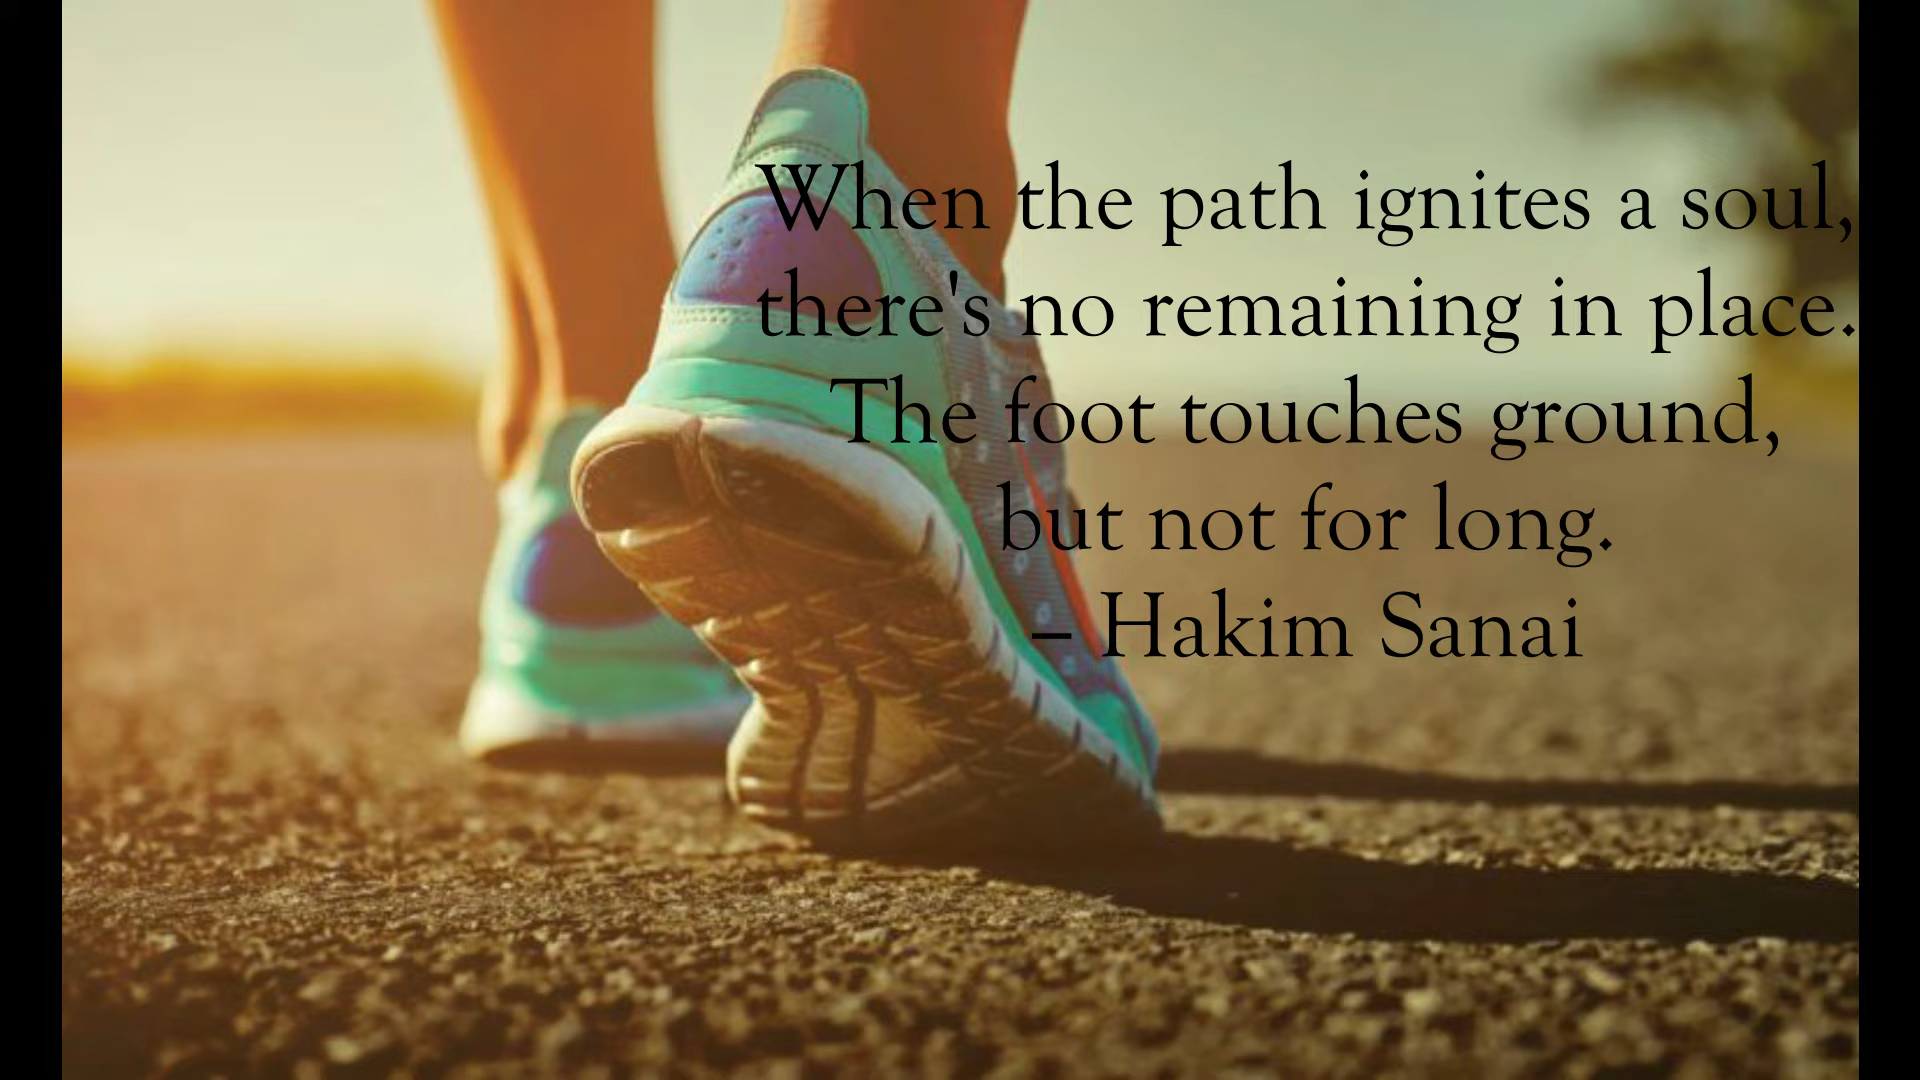 When the path ignites a soul,
there's no remaining in place.
The foot touches ground,
but not for long.
– Hakim Sanai